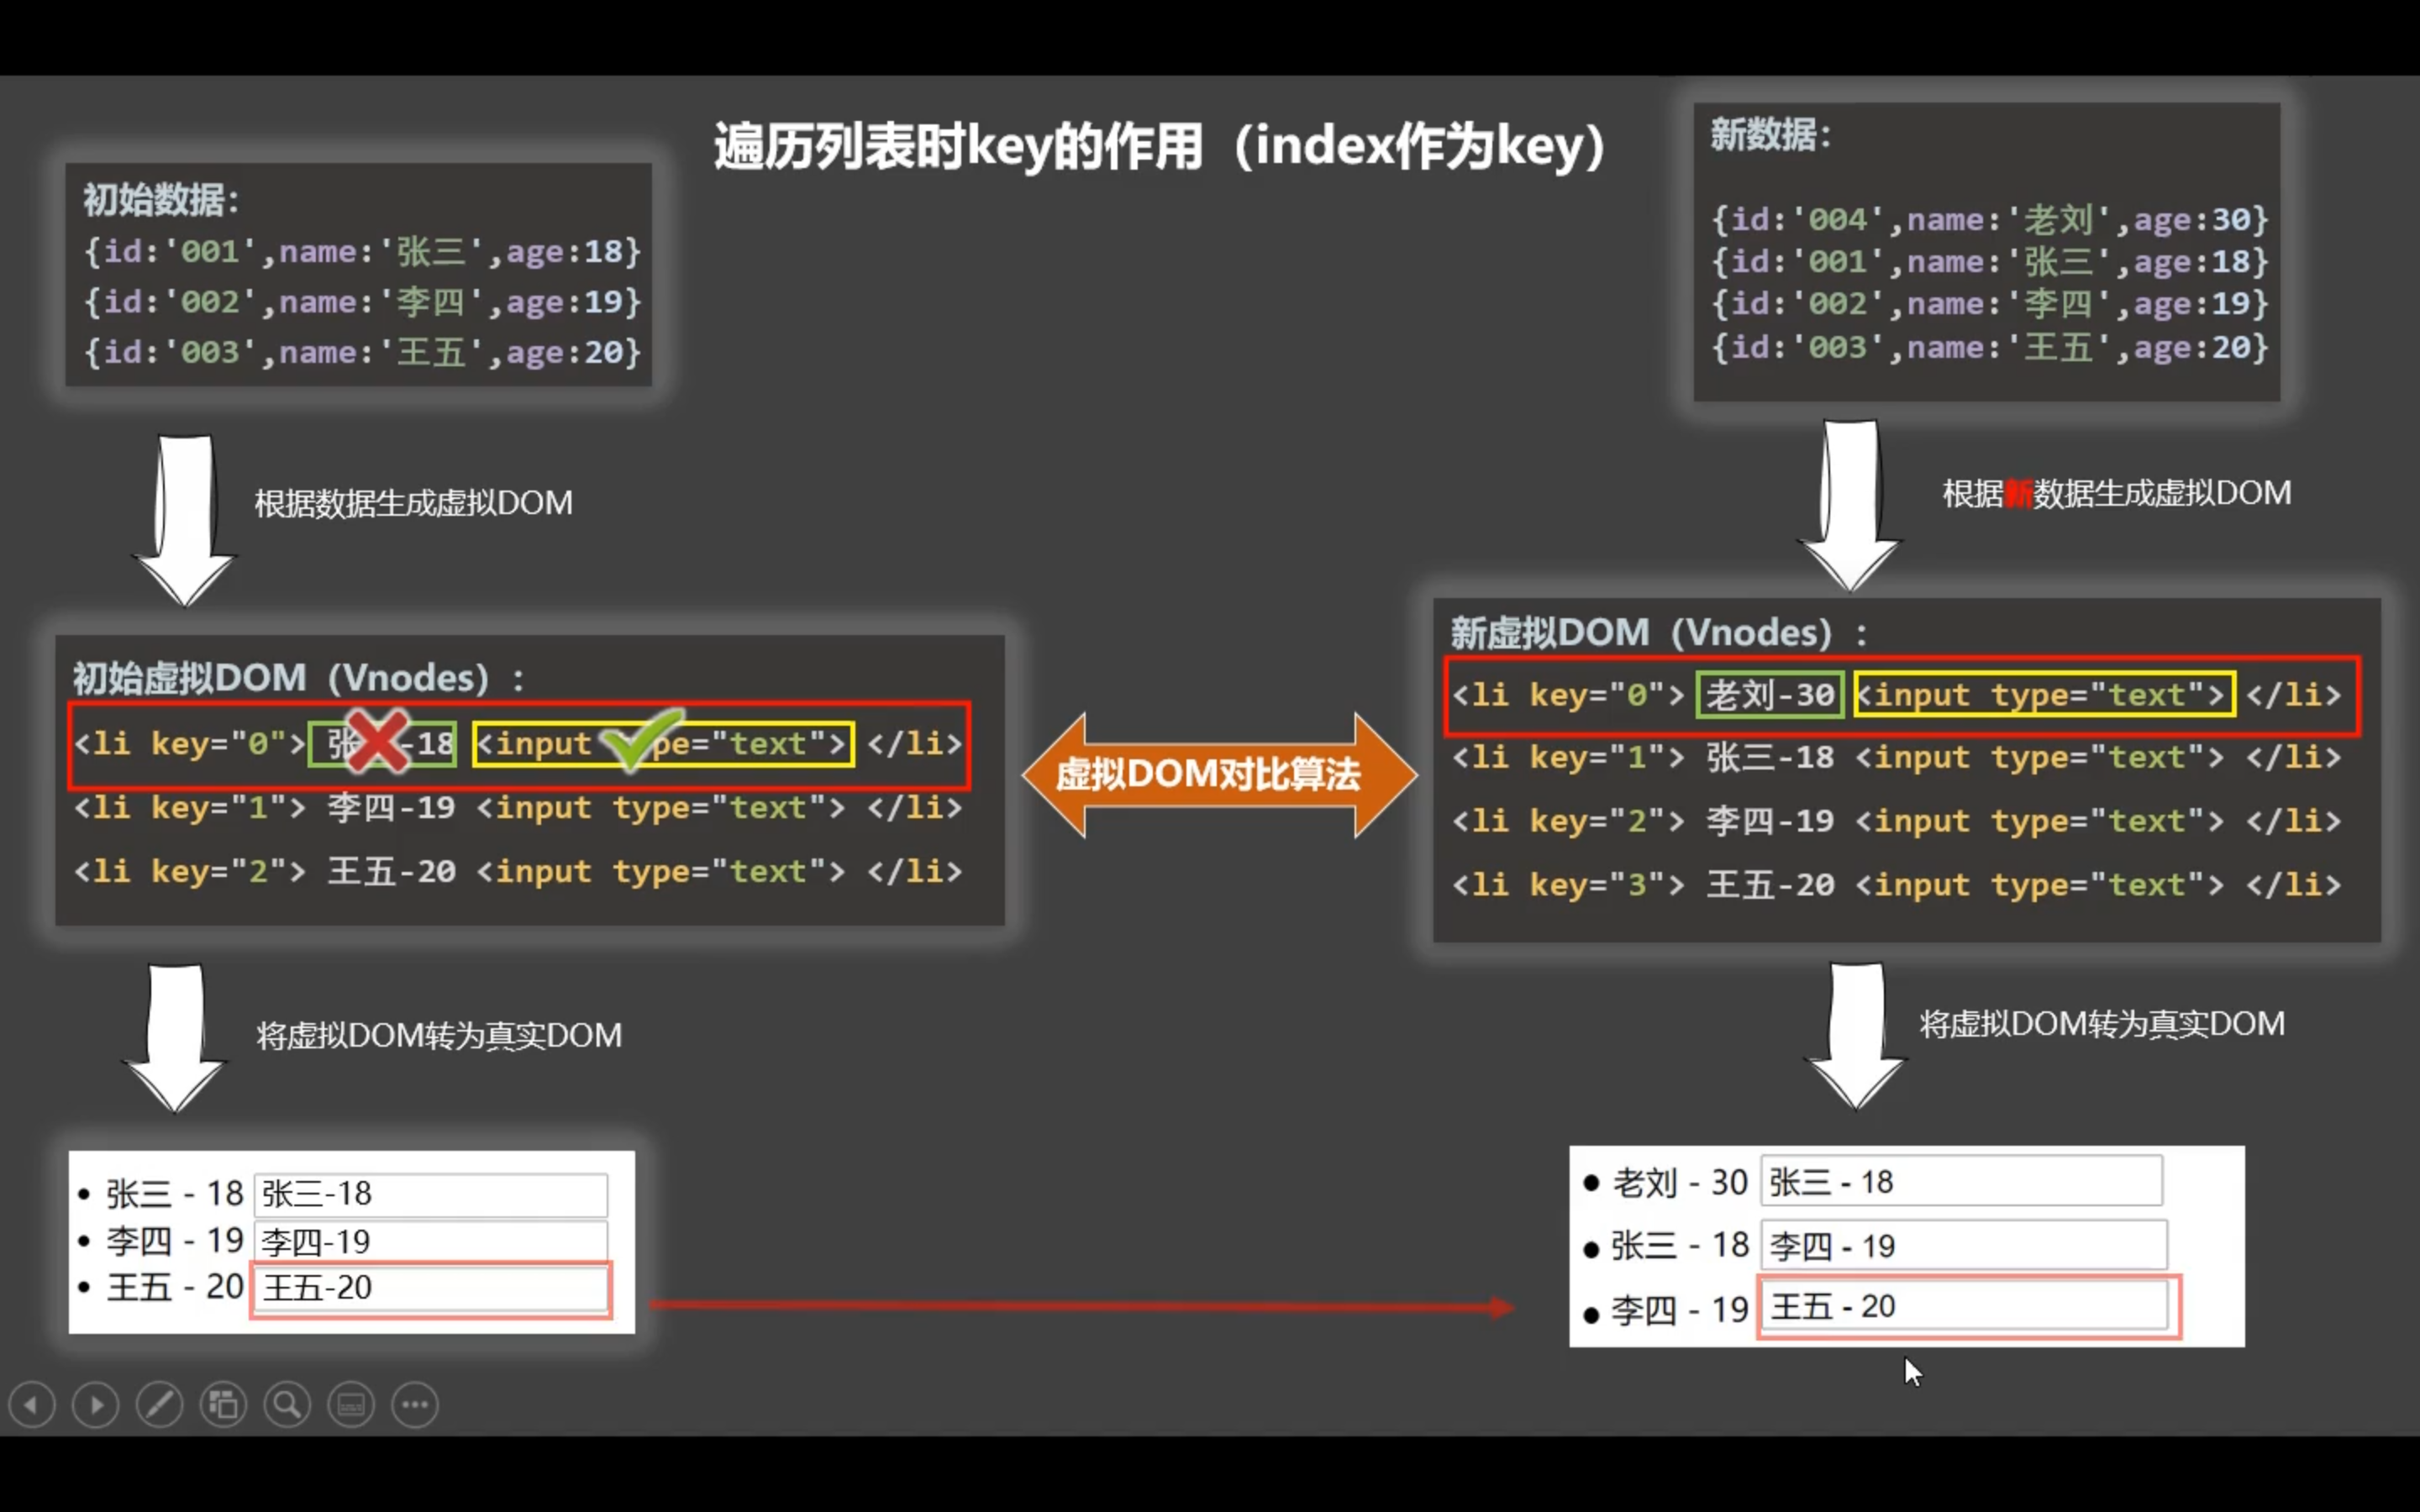 遍历列表时key的作用（index作为key）
初始数据：
{id:'001',name:'张三',age:18}
{id:'002',name:'李四',age:19}
{id:'003',name:'王五',age:20}
新数据：
{id:'004',name:'老刘',age:30}
{id:'001',name:'张三',age:18}
{id:'002',name:'李四',age:19}
{id:'003',name:'王五',age:20}
根据数据生成虚拟DOM
根据新数据生成虚拟DOM
初始虚拟DOM（Vnodes）：
<li key="0"> 张-18 <input type="text"> </li>
<li key="1"> 李四-19 <input type="text"> </li>
<li key="2"> 王五-20 <input type="text"> </li>
虚拟DOM对比算法
新虚拟DOM（Vnodes）：
<li key="0"> 老刘-30 <input type="text"> </li>
<li key="1"> 张三-18 <input type="text"> </li>
<li key="2"> 李四-19 <input type="text"> </li>
<li key="3"> 王五-20 <input type="text"> </li>
将虚拟DOM转为真实DOM
将虚拟DOM转为真实DOM
• 张三 - 18 张三-18
• 李四 - 19 李四-19
• 王五 - 20 王五-20
• 老刘 - 30 张三 - 18
• 张三 - 18 李四 - 19
• 李四 - 19 王五 - 20